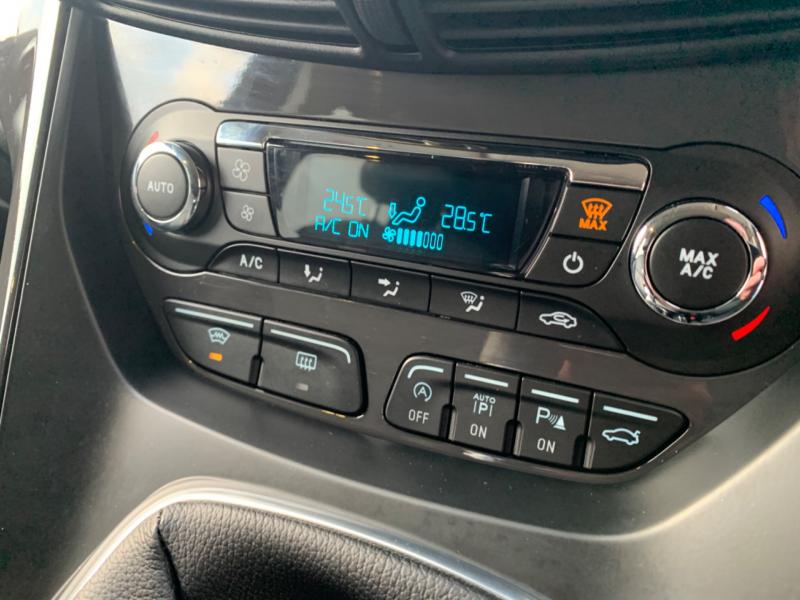 AUTO
24.5°C
28.5°C
A/C ON
MAX
MAX
A/C
A/C
OFF
AUTO
P
ON
P
ON